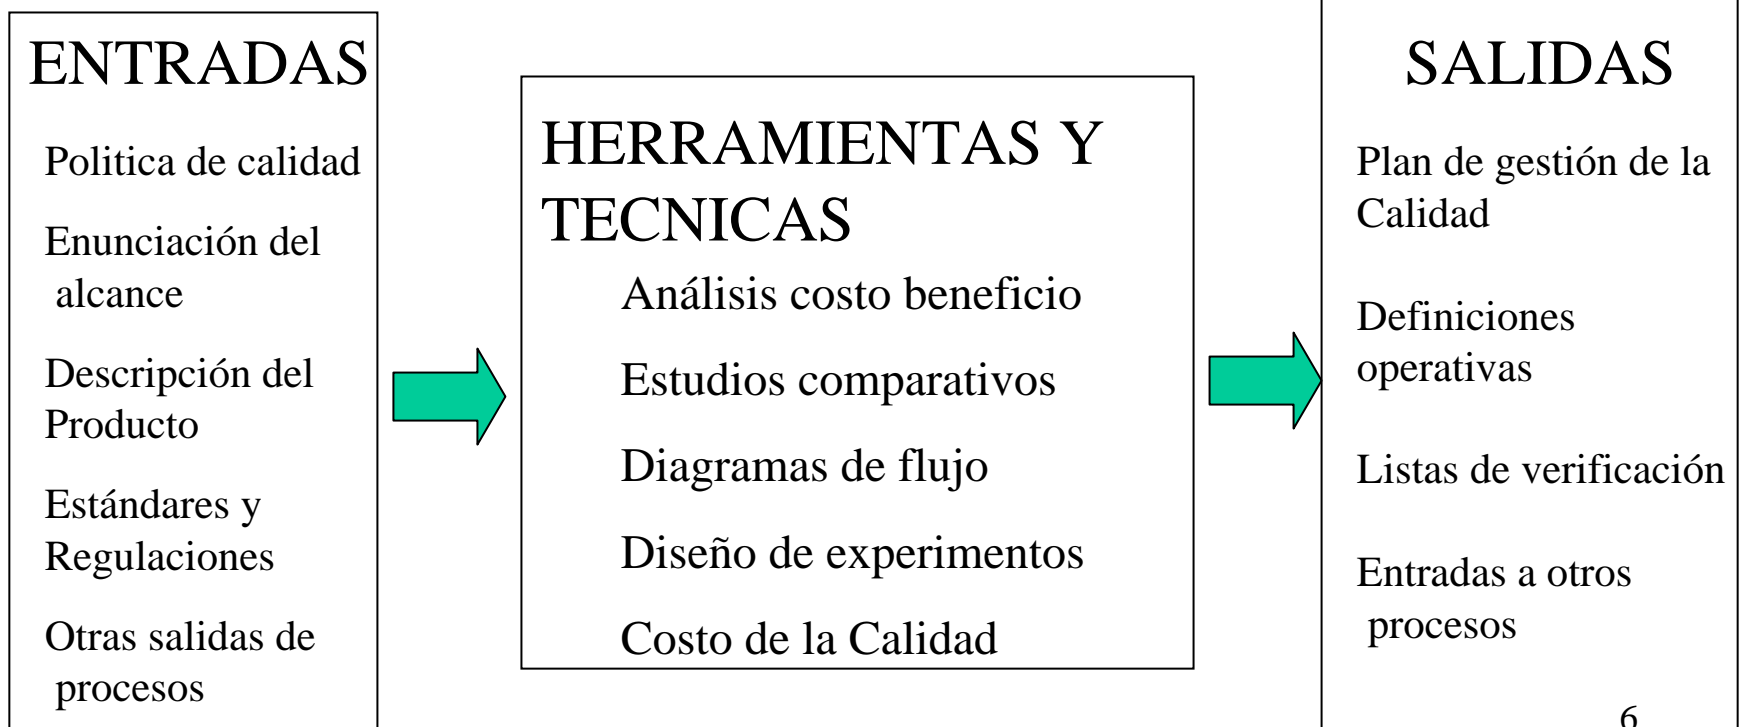 ENTRADAS
Politica de calidad
Enunciación del
alcance
Descripción del
Producto
Estándares y
Regulaciones
Otras salidas de
procesos
HERRAMIENTAS Y
TECNICAS
Análisis costo beneficio
Estudios comparativos
Diagramas de flujo
Diseño de experimentos
Costo de la Calidad
SALIDAS
Plan de gestión de la
Calidad
Definiciones
operativas
Listas de verificación
Entradas a otros
procesos
6